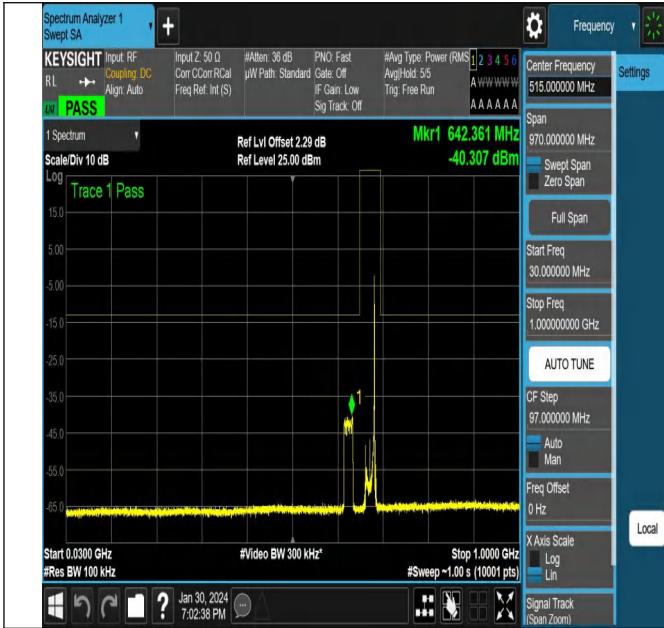 Spectrum Analyzer 1
Swept SA
Frequency
KEYSIGHT
RL
LXI
PASS
Input: RF
Coupling: DC
Align: Auto
Input Z: 50 Ω
Corr CCorr RCal
Freq Ref: Int (S)
#Atten: 36 dB
µW Path: Standard
PNO: Fast
Gate: Off
IF Gain: Low
Sig Track: Off
#Avg Type: Power (RMS
Avg|Hold: 5/5
Trig: Free Run
1 2 3 4 5 6
A W W W W W
A A A A A A
1 Spectrum
Scale/Div 10 dB
Ref Lvl Offset 2.29 dB
Ref Level 25.00 dBm
Mkr1 642.361 MHz
-40.307 dBm
Log
Trace 1 Pass
15.0
5.00
-5.00
-15.0
-25.0
-35.0
-45.0
-55.0
-65.0
1
Start 0.0300 GHz
#Res BW 100 kHz
#Video BW 300 kHz*
Stop 1.0000 GHz
#Sweep ~1.00 s (10001 pts)
Jan 30, 2024
7:02:38 PM
Center Frequency
515.000000 MHz
Settings
Span
970.000000 MHz
Swept Span
Zero Span
Full Span
Start Freq
30.000000 MHz
Stop Freq
1.000000000 GHz
AUTO TUNE
CF Step
97.000000 MHz
Auto
Man
Freq Offset
0 Hz
X Axis Scale
Log
Lin
Local
Signal Track
(Span Zoom)